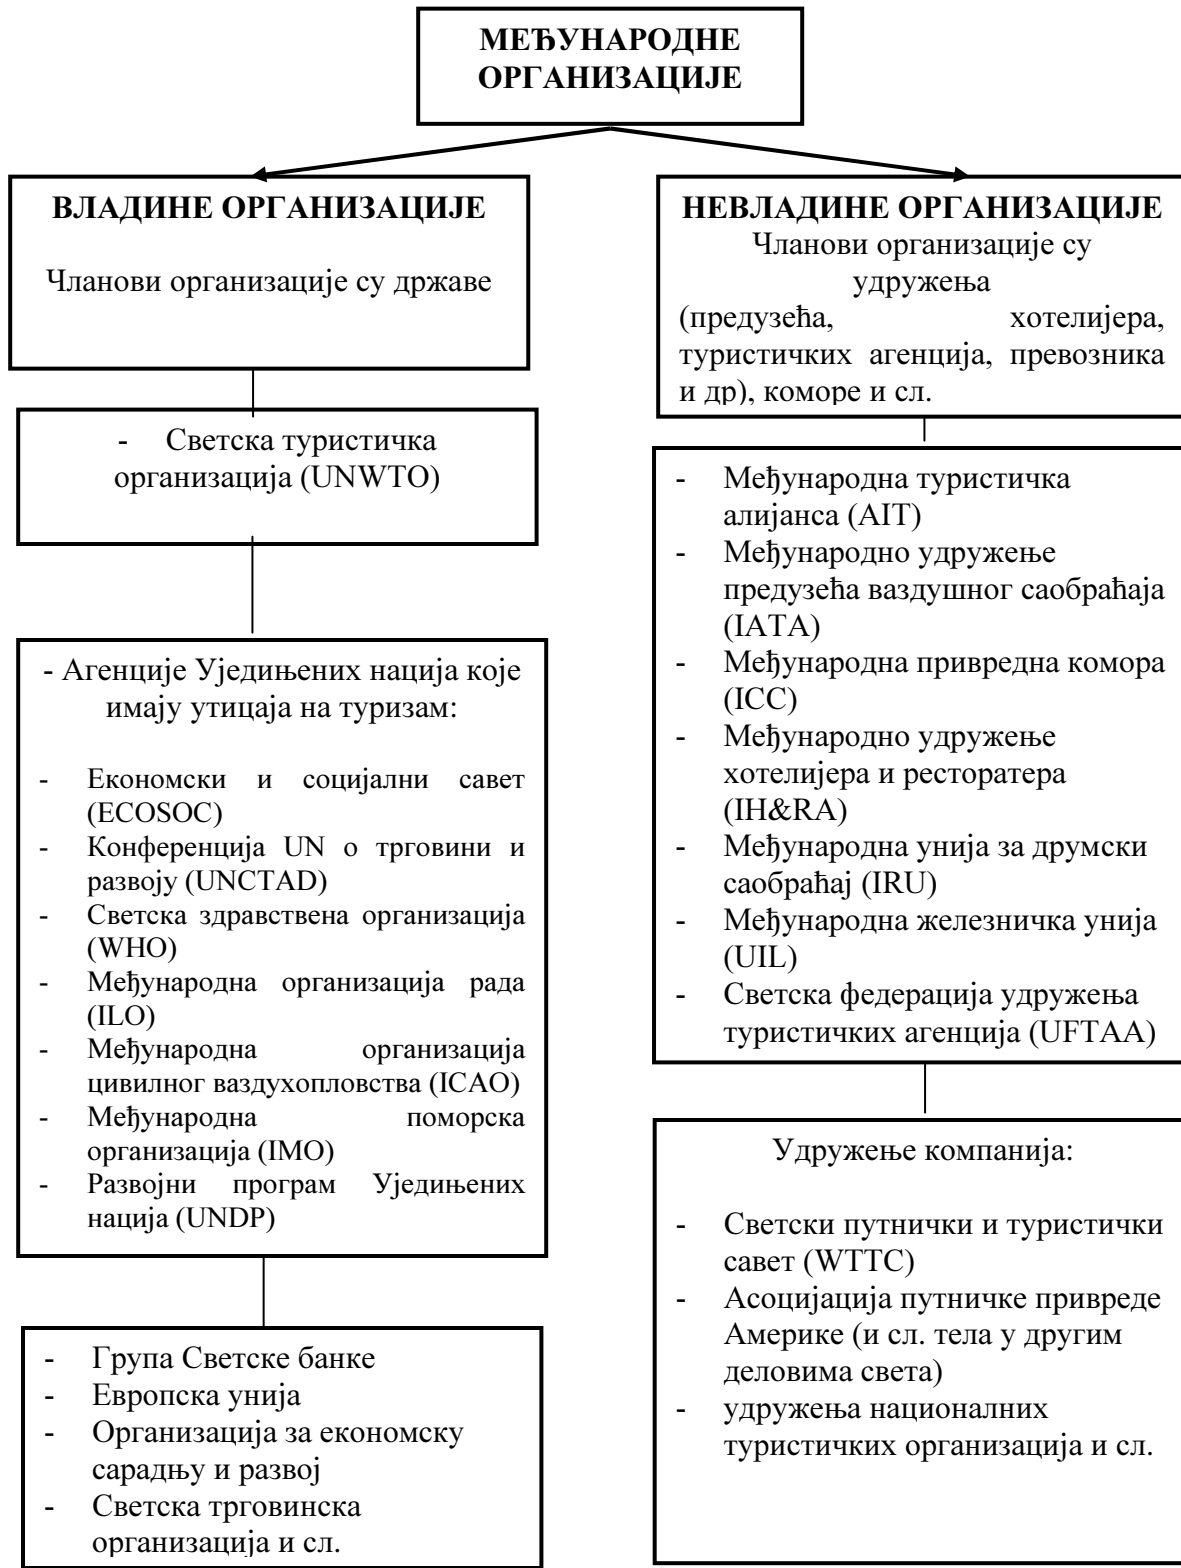 МЕЂУНАРОДНЕ
ОРГАНИЗАЦИЈЕ
ВЛАДИНЕ ОРГАНИЗАЦИЈЕ
Чланови организације су државе
- Светска туристичка
организација (UNWTO)
- Агенције Уједињених нација које
имају утицаја на туризам:
- Економски и социјални савет
(ECOSOC)
- Конференција UN о трговини и
развоју (UNCTAD)
- Светска здравствена организација
(WHO)
- Међународна организација рада
(ILO)
- Међународна организација
цивилног ваздухопловства (ICAO)
- Међународна поморска
организација (IMO)
- Развојни програм Уједињених
нација (UNDP)
- Група Светске банке
- Европска унија
- Организација за економску
сарадњу и развој
- Светска трговинска
организација и сл.
НЕВЛАДИНЕ ОРГАНИЗАЦИЈЕ
Чланови организације су
удружења
(предузећа, хотелијера,
туристичких агенција, превозника
и др), коморе и сл.
- Међународна туристичка
алијанса (AIT)
- Међународно удружење
предузећа ваздушног саобраћаја
(IATA)
- Међународна привредна комора
(ICC)
- Међународно удружење
хотелијера и ресторатера
(IH&RA)
- Међународна унија за друмски
саобраћај (IRU)
- Међународна железничка унија
(UIL)
- Светска федерација удружења
туристичких агенција (UFTAA)
Удружење компанија:
- Светски путнички и туристички
савет (WTTC)
- Асоцијација путничке привреде
Америке (и сл. тела у другим
деловима света)
- удружења националних
туристичких организација и сл.